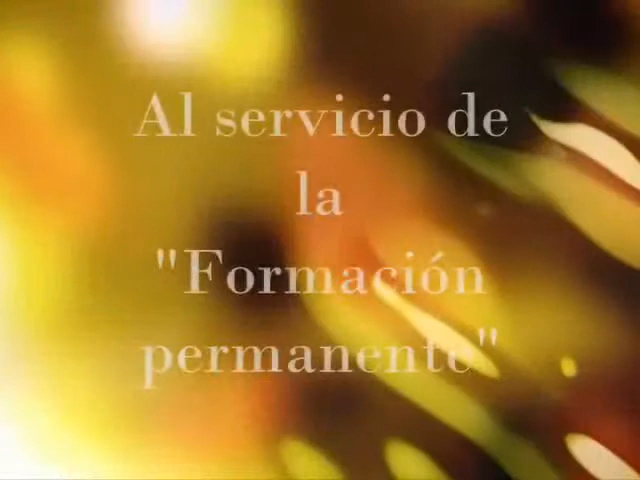 Al servicio de
la
"Formación
permanente"